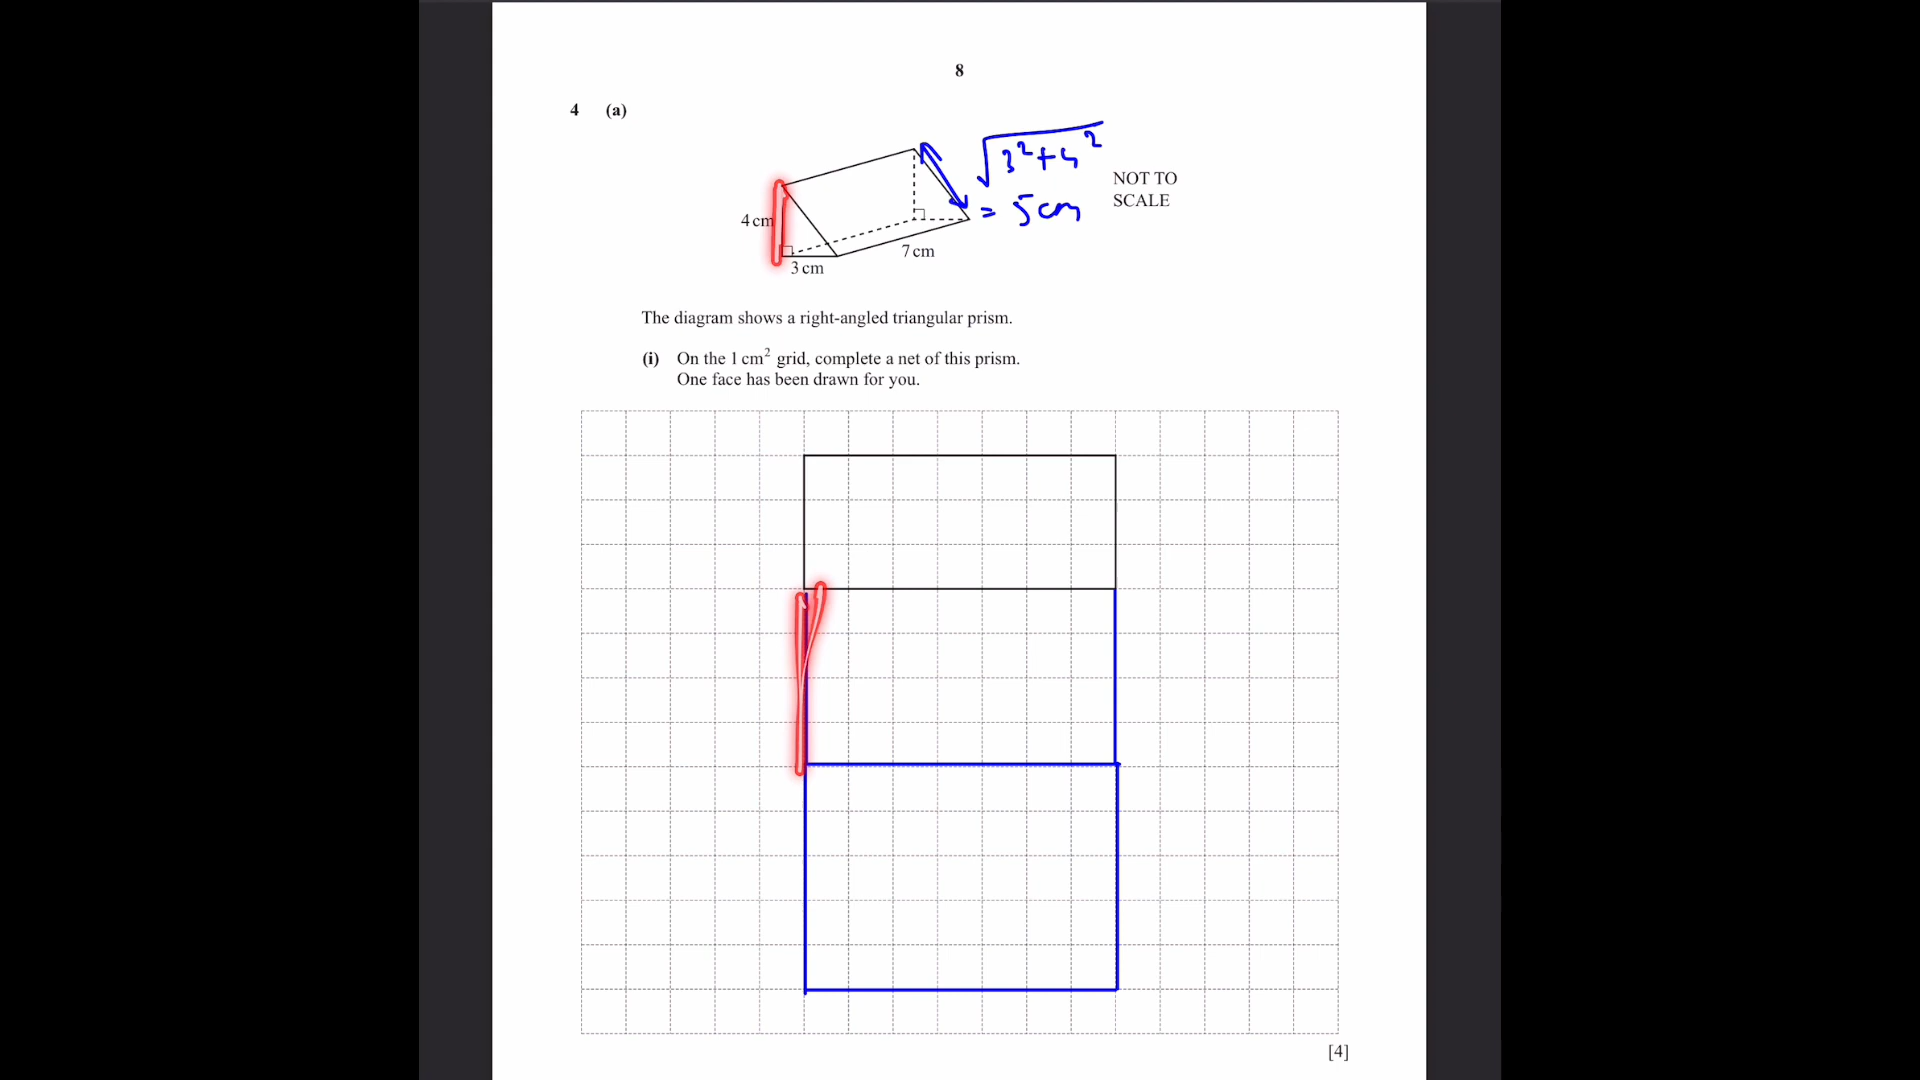 8
4 (a)
√3²+4²
NOT TO
SCALE
= 5cm
4 cm
7 cm
3 cm
The diagram shows a right-angled triangular prism.
(i) On the 1 cm² grid, complete a net of this prism.
One face has been drawn for you.
[4]